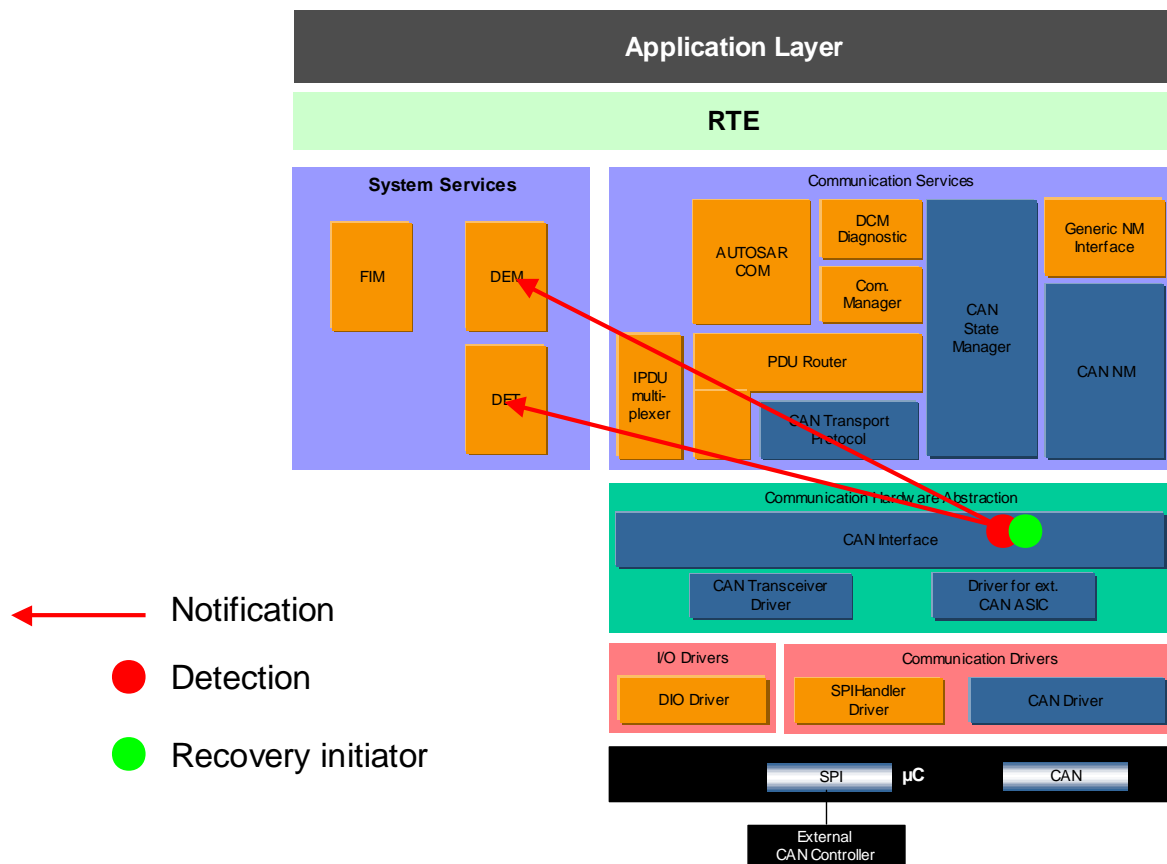 Application Layer
RTE
System Services
FIM
DEM
DET
Communication Services
AUTOSAR
COM
DCM
Diagnostic
Com.
Manager
CAN
State
Manager
Generic NM
Interface
CAN NM
IPDU
multi-
plexer
PDU Router
CAN Transport
Protocol
Communication Hardware Abstraction
CAN Interface
CAN Transceiver
Driver
Driver for ext.
CAN ASIC
Notification
Detection
Recovery initiator
I/O Drivers
DIO Driver
Communication Drivers
SPIHandler
Driver
CAN Driver
SPI
µC
CAN
External
CAN Controller